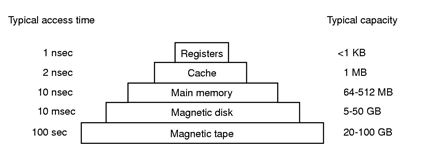 Typical access time Typical capacity
1 nsec Registers <1 KB
2 nsec Cache 1 MB
10 nsec Main memory 64-512 MB
10 msec Magnetic disk 5-50 GB
100 sec Magnetic tape 20-100 GB